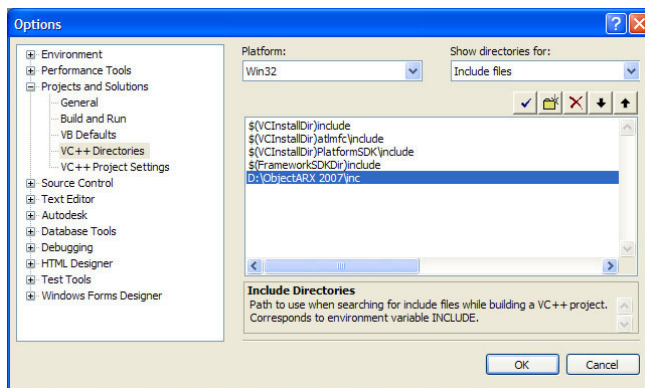 Options
Environment
Performance Tools
Projects and Solutions
General
Build and Run
VB Defaults
VC++ Directories
VC++ Project Settings
Source Control
Text Editor
Autodesk
Database Tools
Debugging
HTML Designer
Test Tools
Windows Forms Designer
Platform:
Show directories for:
Win32
Include files
$(VCInstallDir)include
$(VCInstallDir)atlmfc\include
$(VCInstallDir)PlatformSDK\include
$(FrameworkSDKDir)include
D:\ObjectARX 2007\inc
Include Directories
Path to use when searching for include files while building a VC++ project.
Corresponds to environment variable INCLUDE.
OK
Cancel